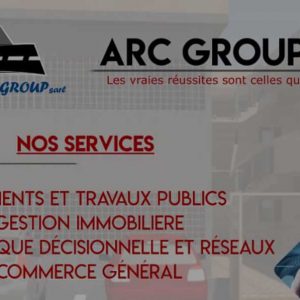 ARC GROUP
GROUP sarl
Les vraies réussites sont celles qu
NOS SERVICES
MENTS ET TRAVAUX PUBLICS
GESTION IMMOBILIERE
QUE DÉCISIONNELLE ET RÉSEAUX
COMMERCE GÉNÉRAL